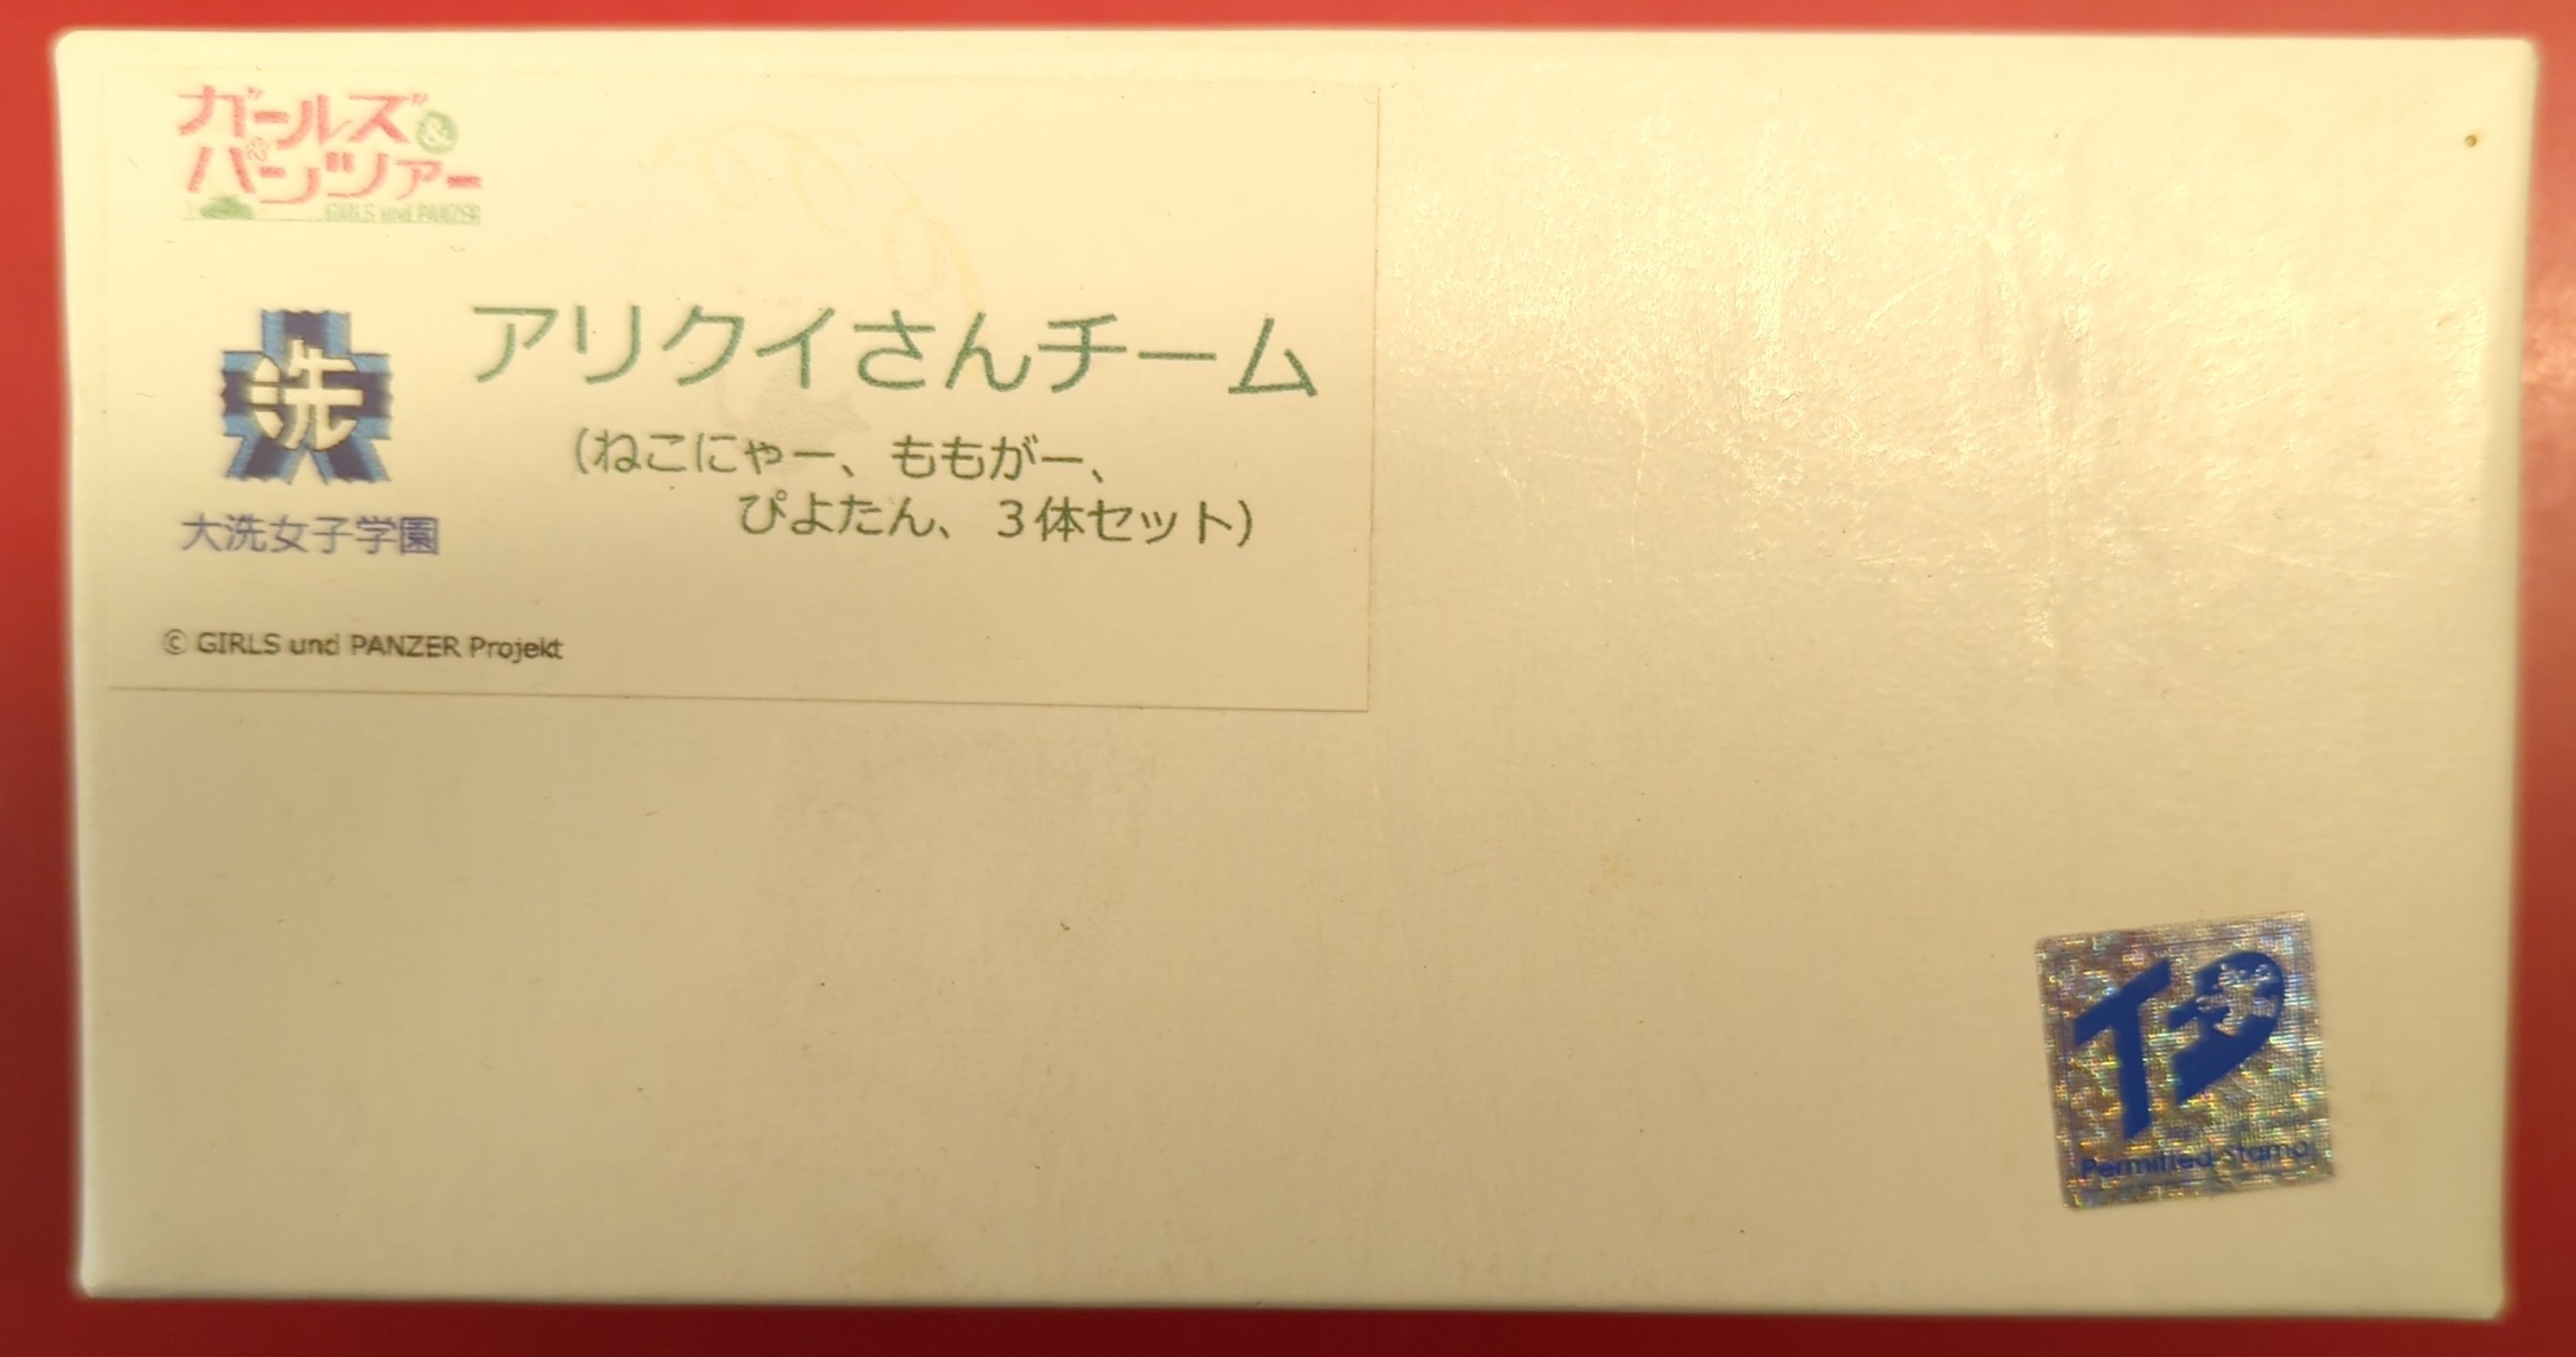 ガールズ&
パンツァー
GIRLS und PANZER
洗
アリクイさんチーム
(ねこにゃー、ももがー、
ぴよたん、3体セット)
大洗女子学園
© GIRLS und PANZER Projekt
T
Permitted Stamp